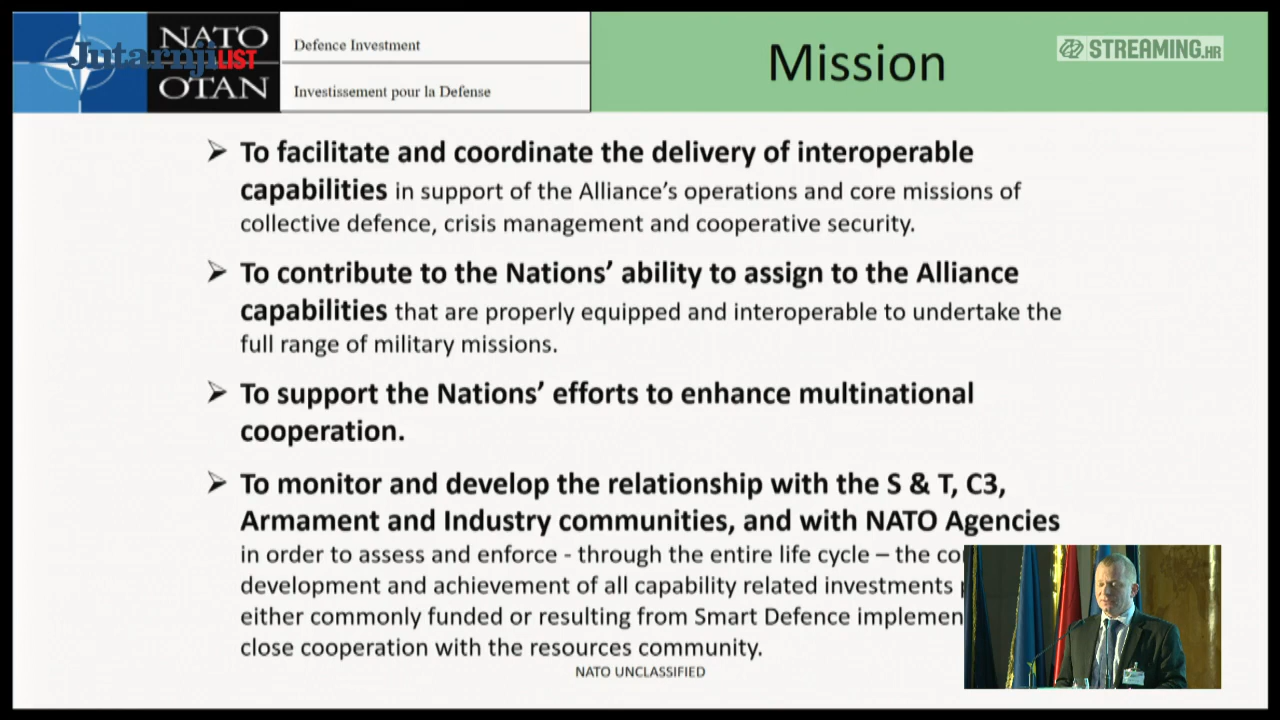 NATO
OTAN
Jutarnji LIST
Defence Investment
Investissement pour la Defense
Mission
STREAMING.HR
To facilitate and coordinate the delivery of interoperable
capabilities in support of the Alliance’s operations and core missions of
collective defence, crisis management and cooperative security.
To contribute to the Nations’ ability to assign to the Alliance
capabilities that are properly equipped and interoperable to undertake the
full range of military missions.
To support the Nations’ efforts to enhance multinational
cooperation.
To monitor and develop the relationship with the S & T, C3,
Armament and Industry communities, and with NATO Agencies
in order to assess and enforce - through the entire life cycle – the
development and achievement of all capability related investments
either commonly funded or resulting from Smart Defence
close cooperation with the resources community.
NATO UNCLASSIFIED